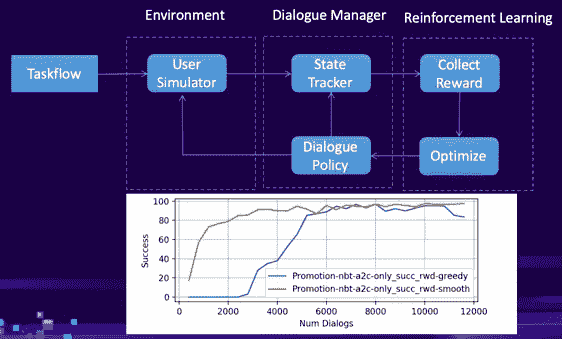 Environment
Dialogue Manager
Reinforcement Learning
Taskflow
User
Simulator
State
Tracker
Collect
Reward
Dialogue
Policy
Optimize
100
80
60
40
20
0
Success
Promotion-nbt-a2c-only_succ_rwd-greedy
Promotion-nbt-a2c-only_succ_rwd-smooth
0
2000
4000
6000
8000
10000
12000
Num Dialogs